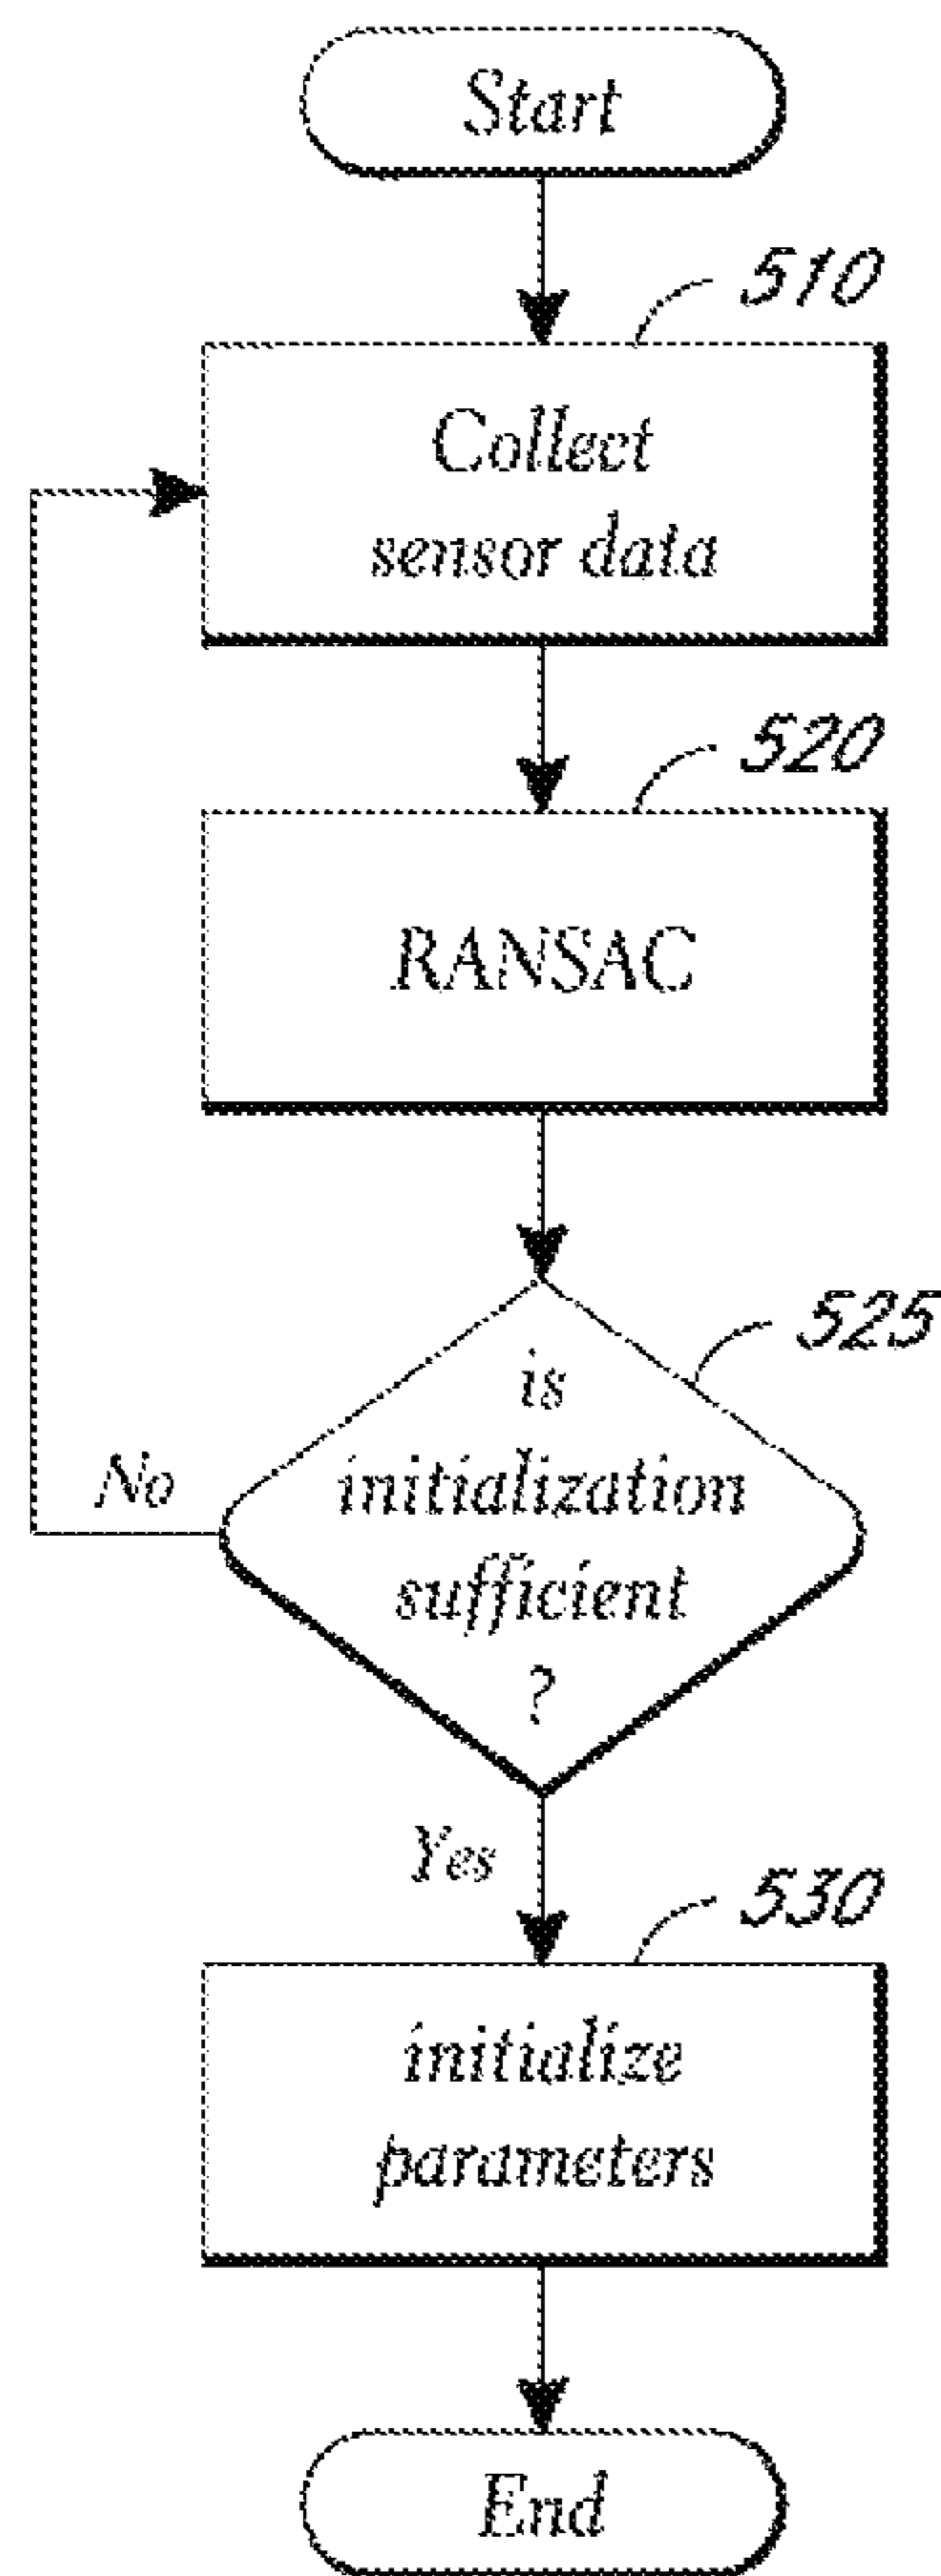 Start
510
Collect
sensor data
520
RANSAC
525
is
initialization
sufficient
?
No
Yes
530
initialize
parameters
End